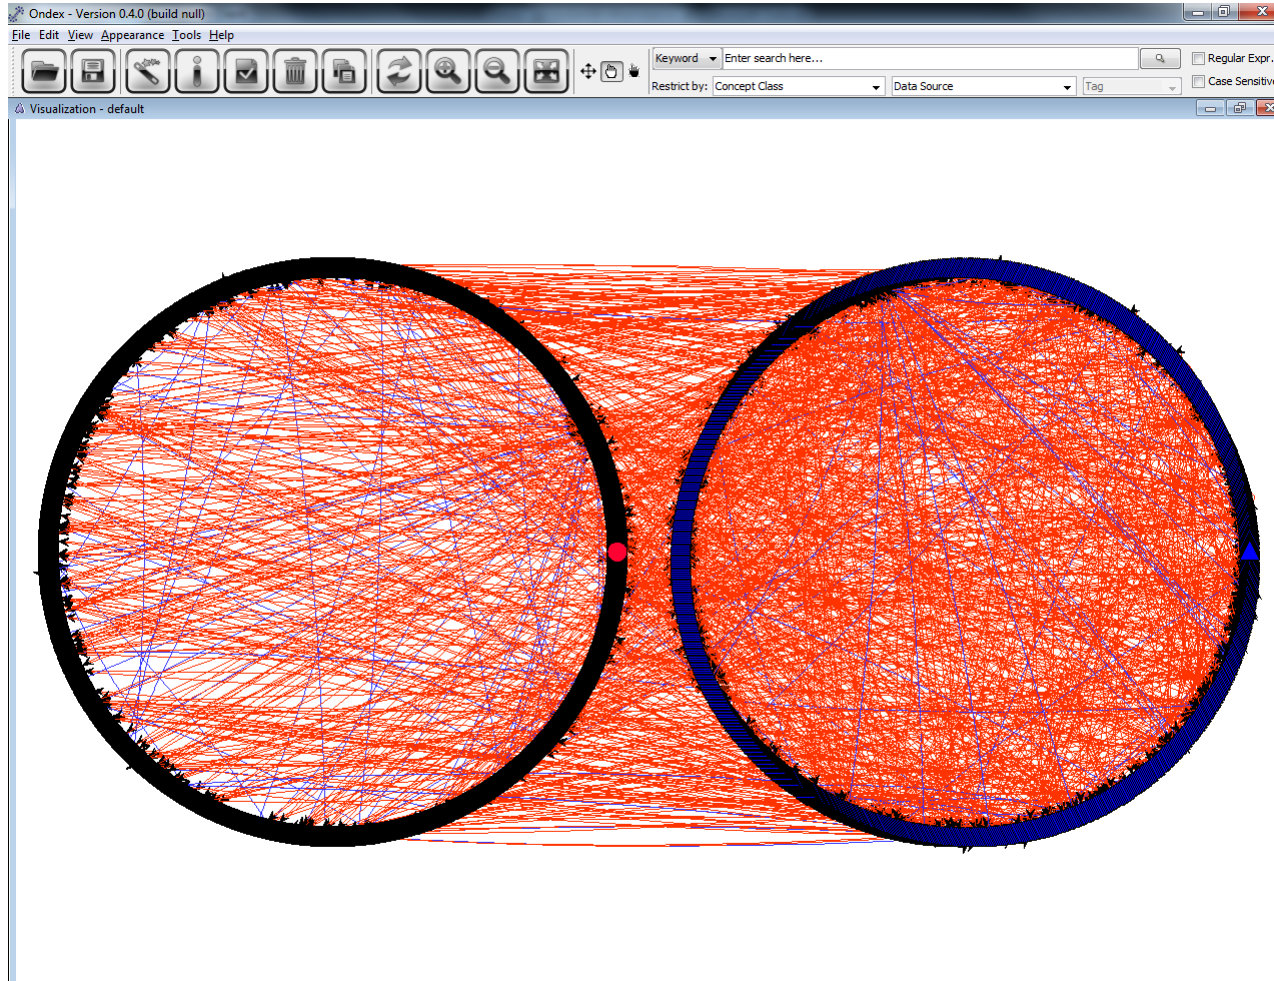 Ondex - Version 0.4.0 (build null)
File Edit View Appearance Tools Help
Keyword Enter search here... Regular Expr.
Restrict by: Concept Class Data Source Tag Case Sensitive
Visualization - default